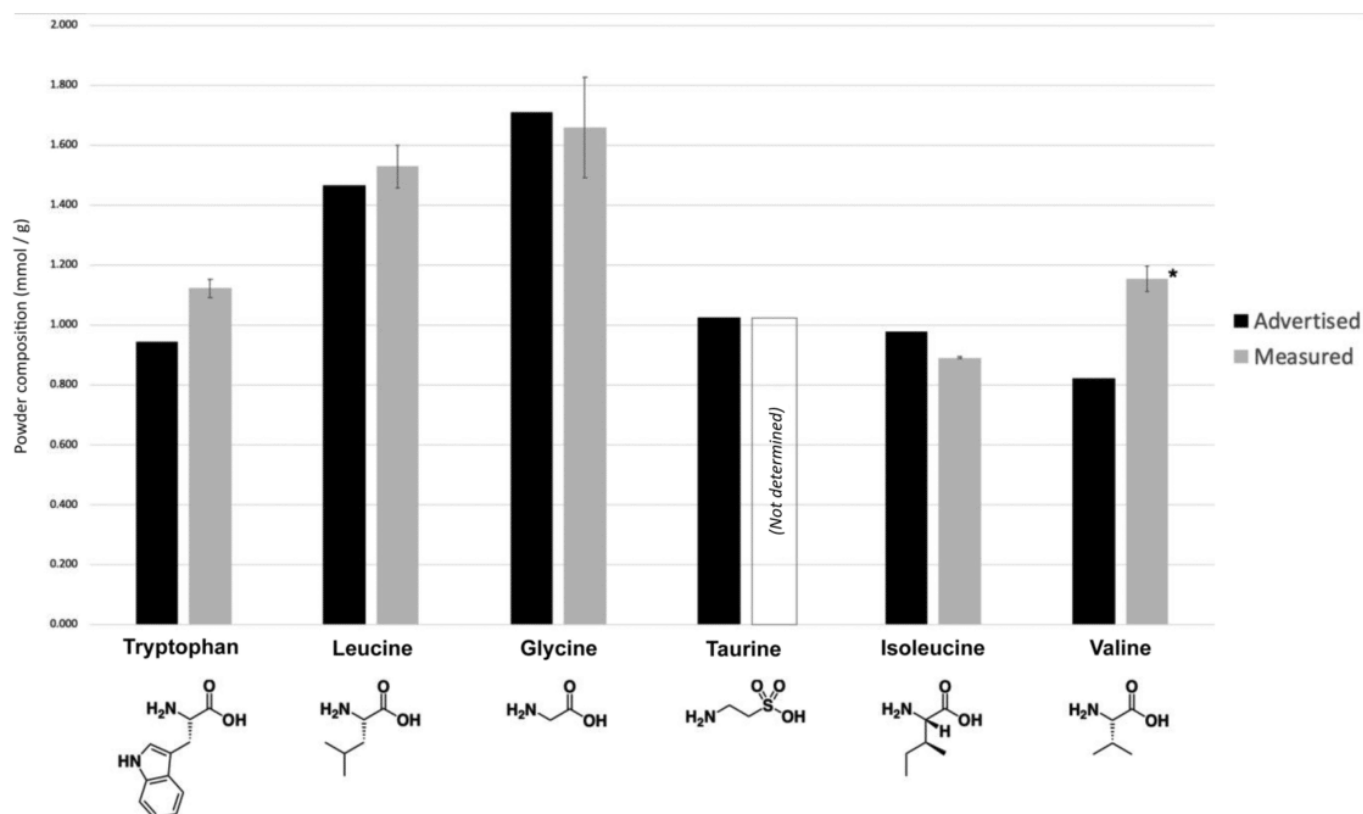 Powder composition (mmol / g)
2.000
1.800
1.600
1.400
1.200
1.000
0.800
0.600
0.400
0.200
0.000
(Not determined)
*
Advertised
Measured
Tryptophan
Leucine
Glycine
Taurine
Isoleucine
Valine
H₂N O OH HN
H₂N O OH
H₂N O OH
H₂N O O S OH
H₂N O OH H
H₂N O OH